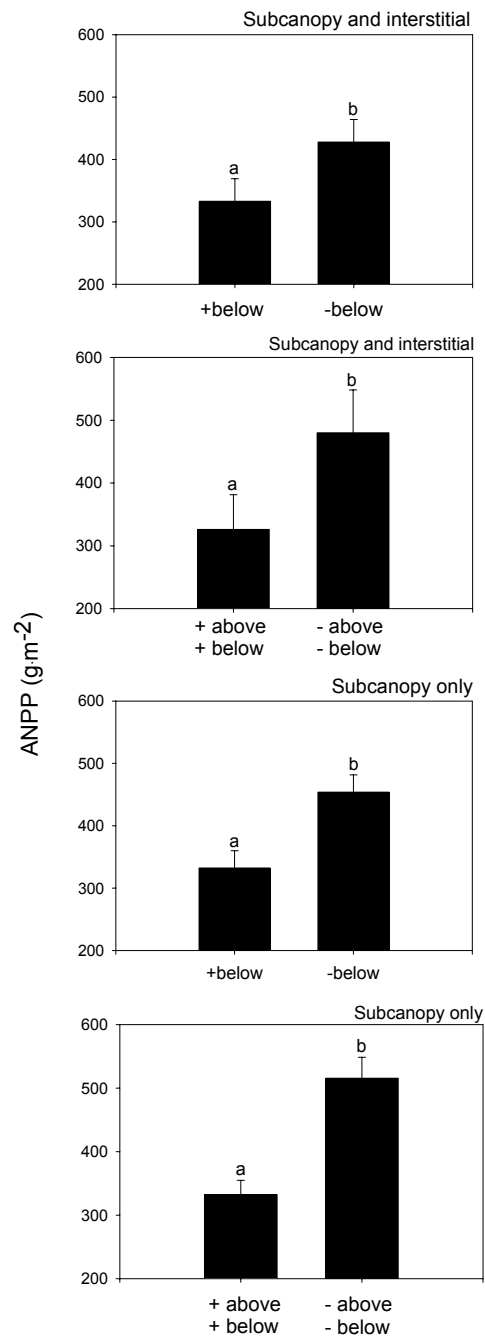 Subcanopy and interstitial
600
500
400
300
200
a
b
+below -below
Subcanopy and interstitial
600
500
400
300
200
a
b
+ above - above
+ below - below
ANPP (g·m-2)
Subcanopy only
600
500
400
300
200
a
b
+below -below
Subcanopy only
600
500
400
300
200
a
b
+ above - above
+ below - below